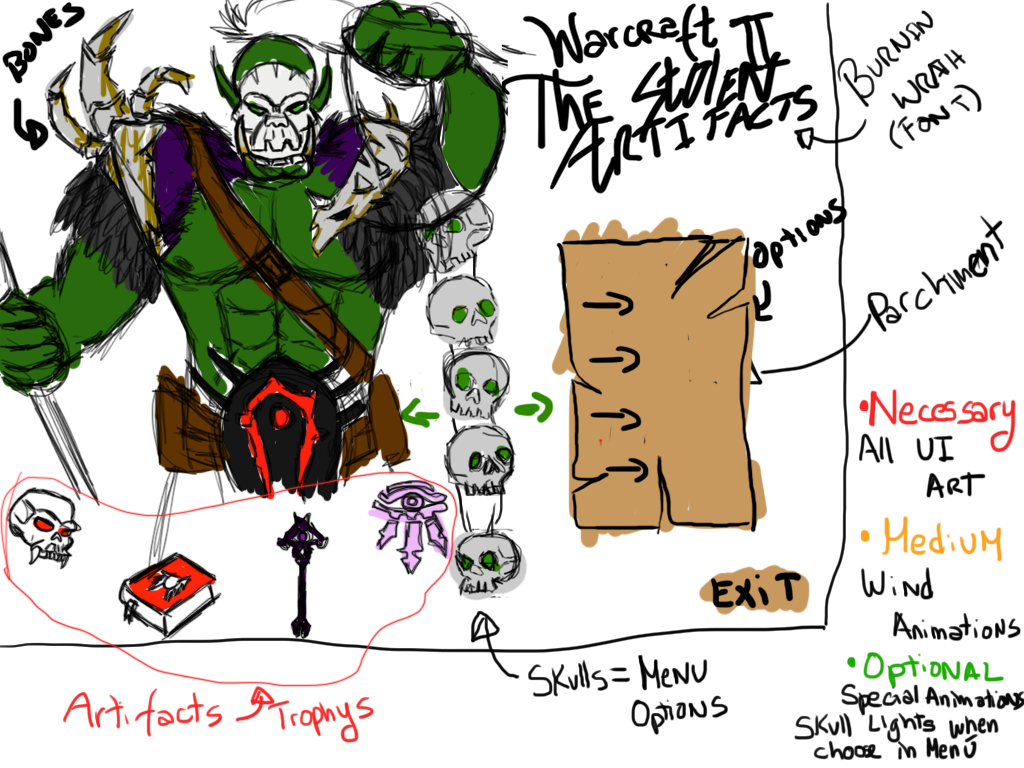 BONES
Warcraft II
The Stolen
Artifacts
Burnin
Wrath
(Font)
options
Parchment
EXiT
•Necessary
All UI
Art
•Medium
Wind
Animations
•Optional
Special Animations
Skull Lights when
choose in Menú
Skulls = Menu
Options
Artifacts
Trophys